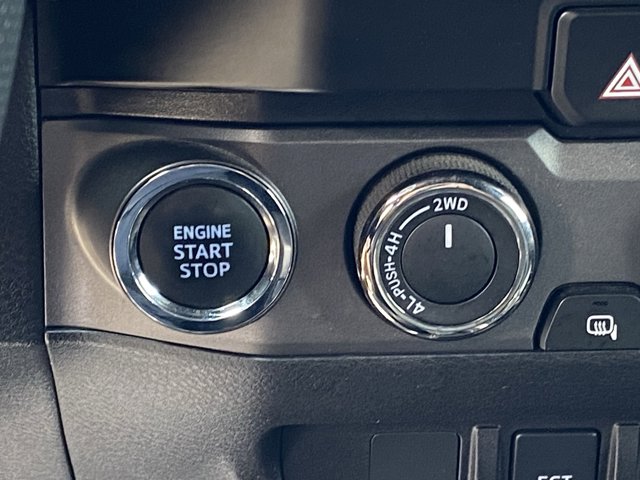 ENGINE
START
STOP
2WD
4L-PUSH-4H